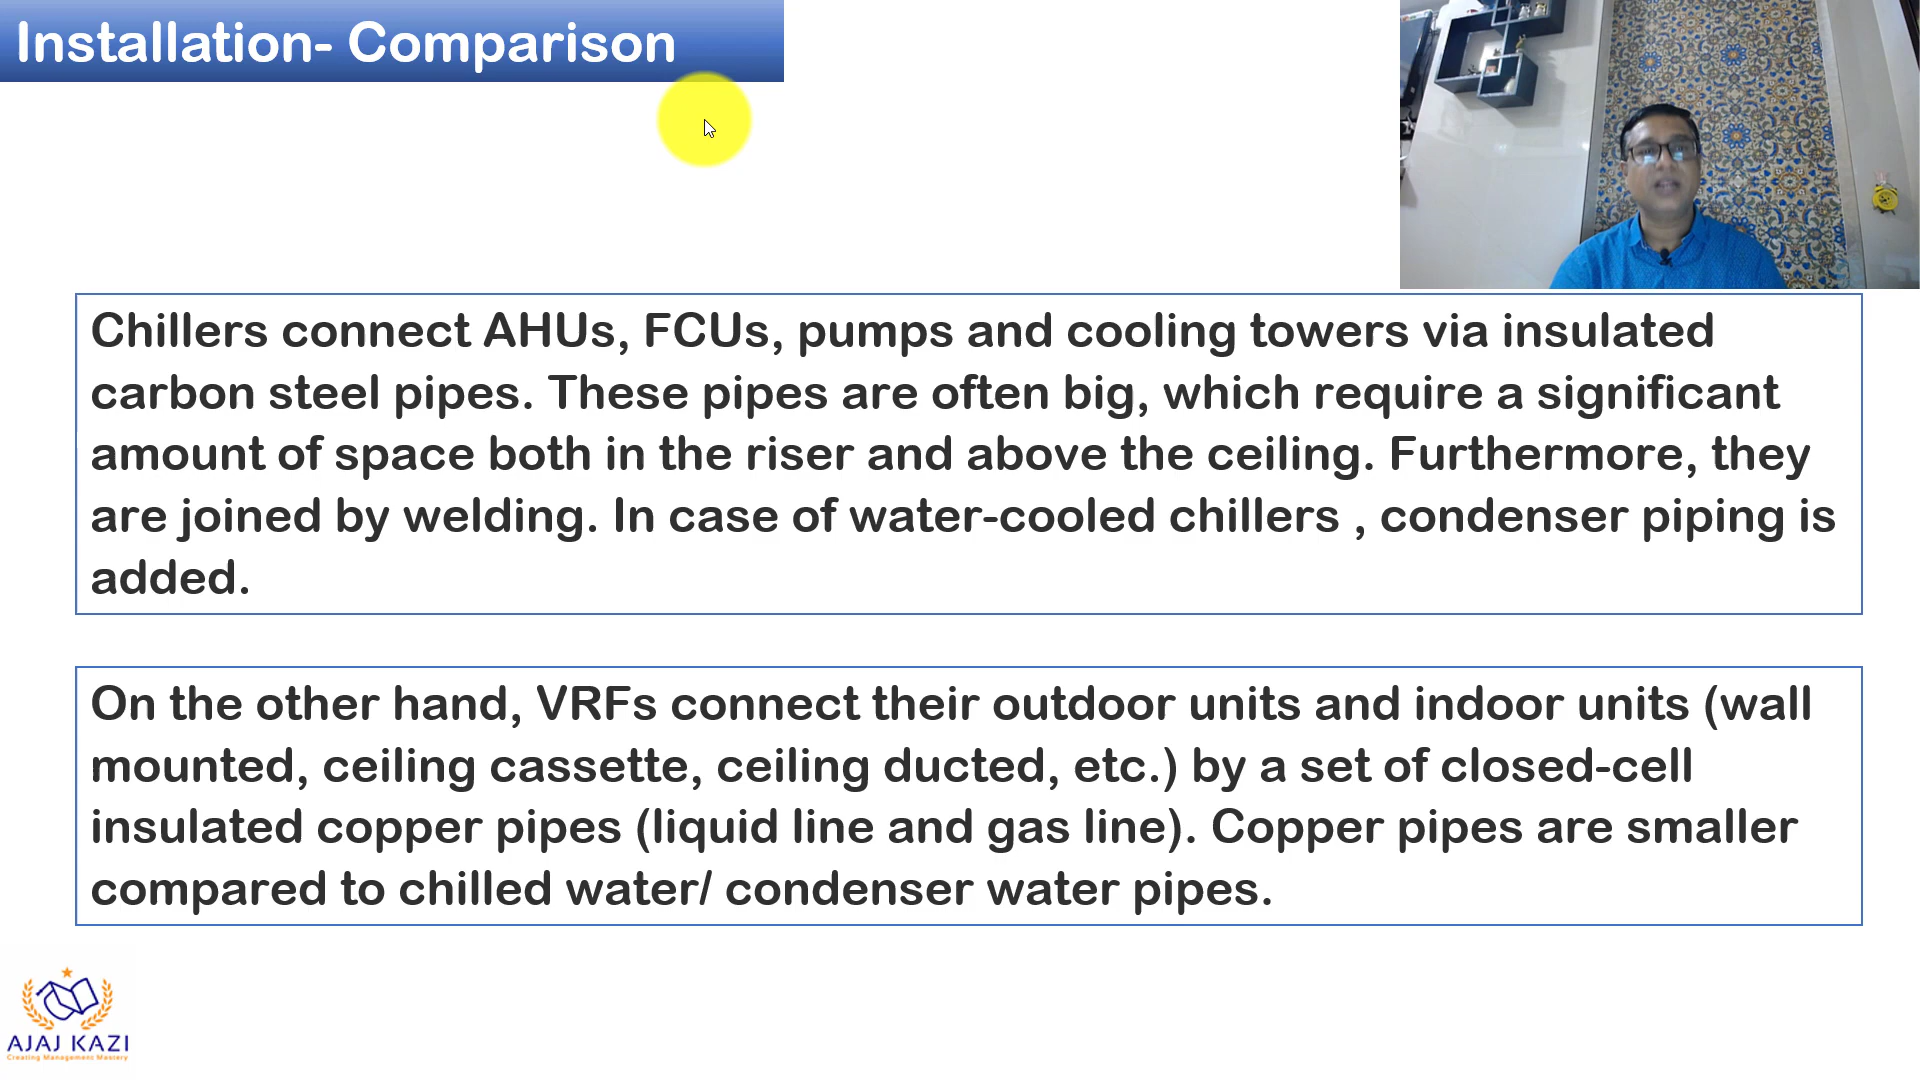 Installation- Comparison
Chillers connect AHUs, FCUs, pumps and cooling towers via insulated
carbon steel pipes. These pipes are often big, which require a significant
amount of space both in the riser and above the ceiling. Furthermore, they
are joined by welding. In case of water-cooled chillers , condenser piping is
added.
On the other hand, VRFs connect their outdoor units and indoor units (wall
mounted, ceiling cassette, ceiling ducted, etc.) by a set of closed-cell
insulated copper pipes (liquid line and gas line). Copper pipes are smaller
compared to chilled water/ condenser water pipes.
AJAJ KAZI
Creating Management Mastery